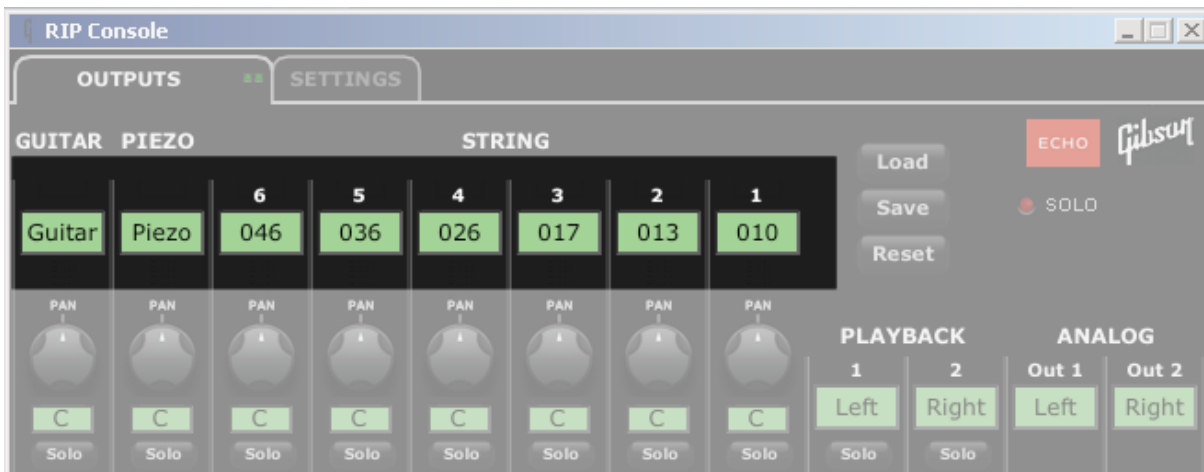 RIP Console
OUTPUTS SETTINGS
GUITAR PIEZO STRING
ECHO Gibson
Load
6 5 4 3 2 1
Save SOLO
Guitar Piezo 046 036 026 017 013 010
Reset
PAN PAN PAN PAN PAN PAN PAN PAN
PLAYBACK ANALOG
1 2 Out 1 Out 2
Left Right Left Right
C C C C C C C C
Solo Solo Solo Solo Solo Solo Solo Solo Solo Solo